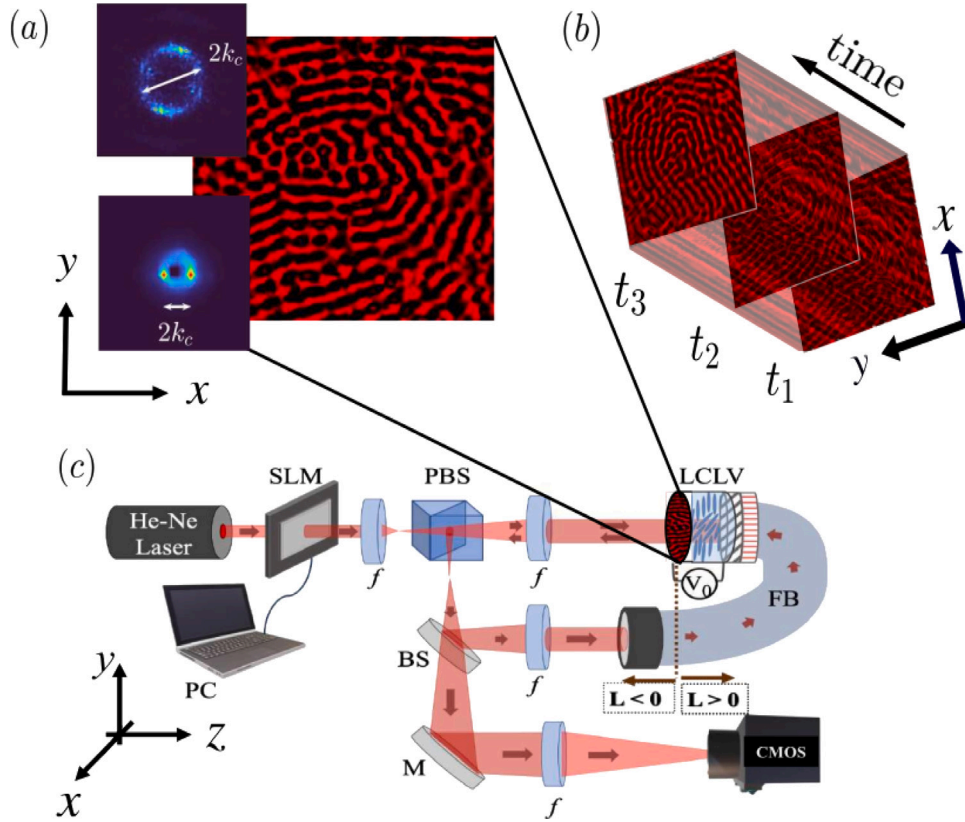 (a)
2k_c
2k_c
y
x
(b)
time
t_3
t_2
t_1
x
y
(c)
He-Ne
Laser
SLM
f
PBS
f
LCLV
V_0
FB
PC
BS
f
L < 0
L > 0
M
f
CMOS
y
z
x